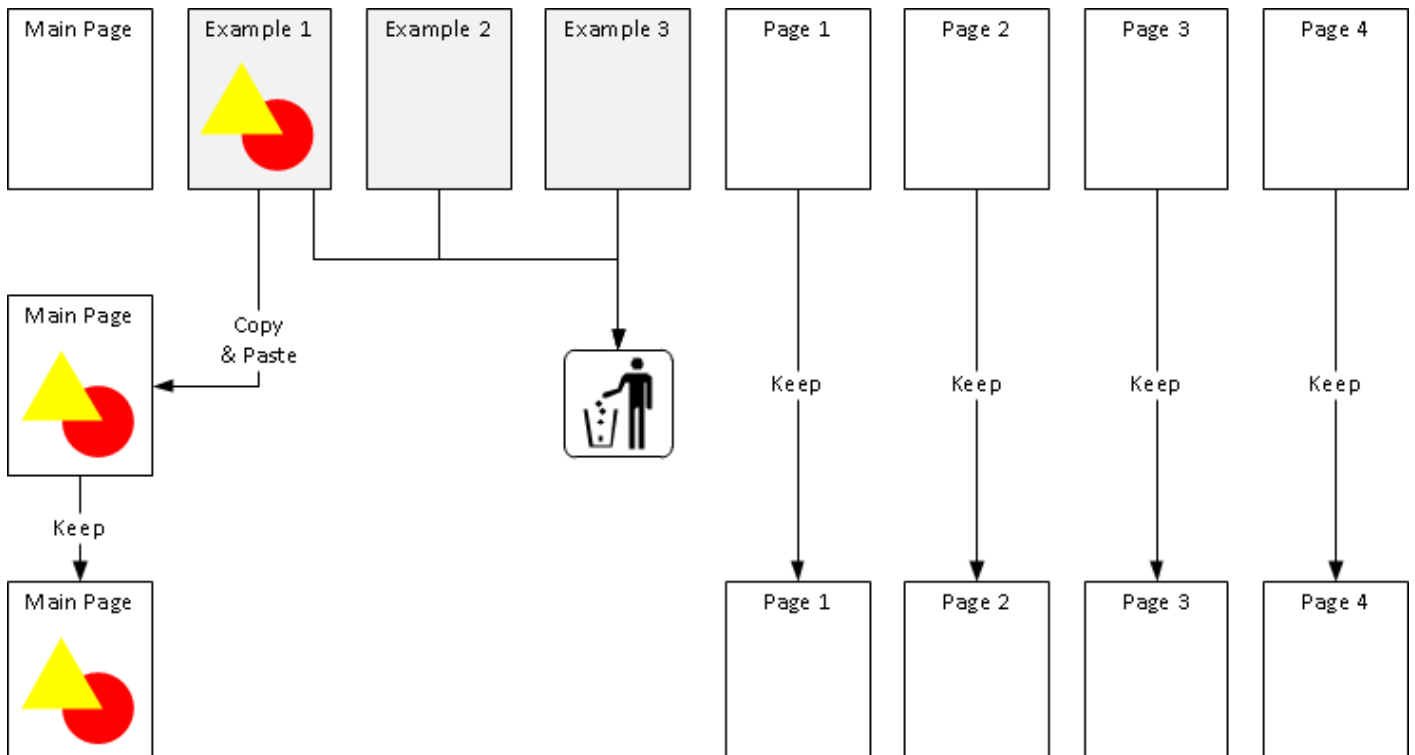 Main Page
Example 1
Example 2
Example 3
Page 1
Page 2
Page 3
Page 4
Main Page
Copy
& Paste
Keep
Keep
Keep
Keep
Keep
Main Page
Page 1
Page 2
Page 3
Page 4